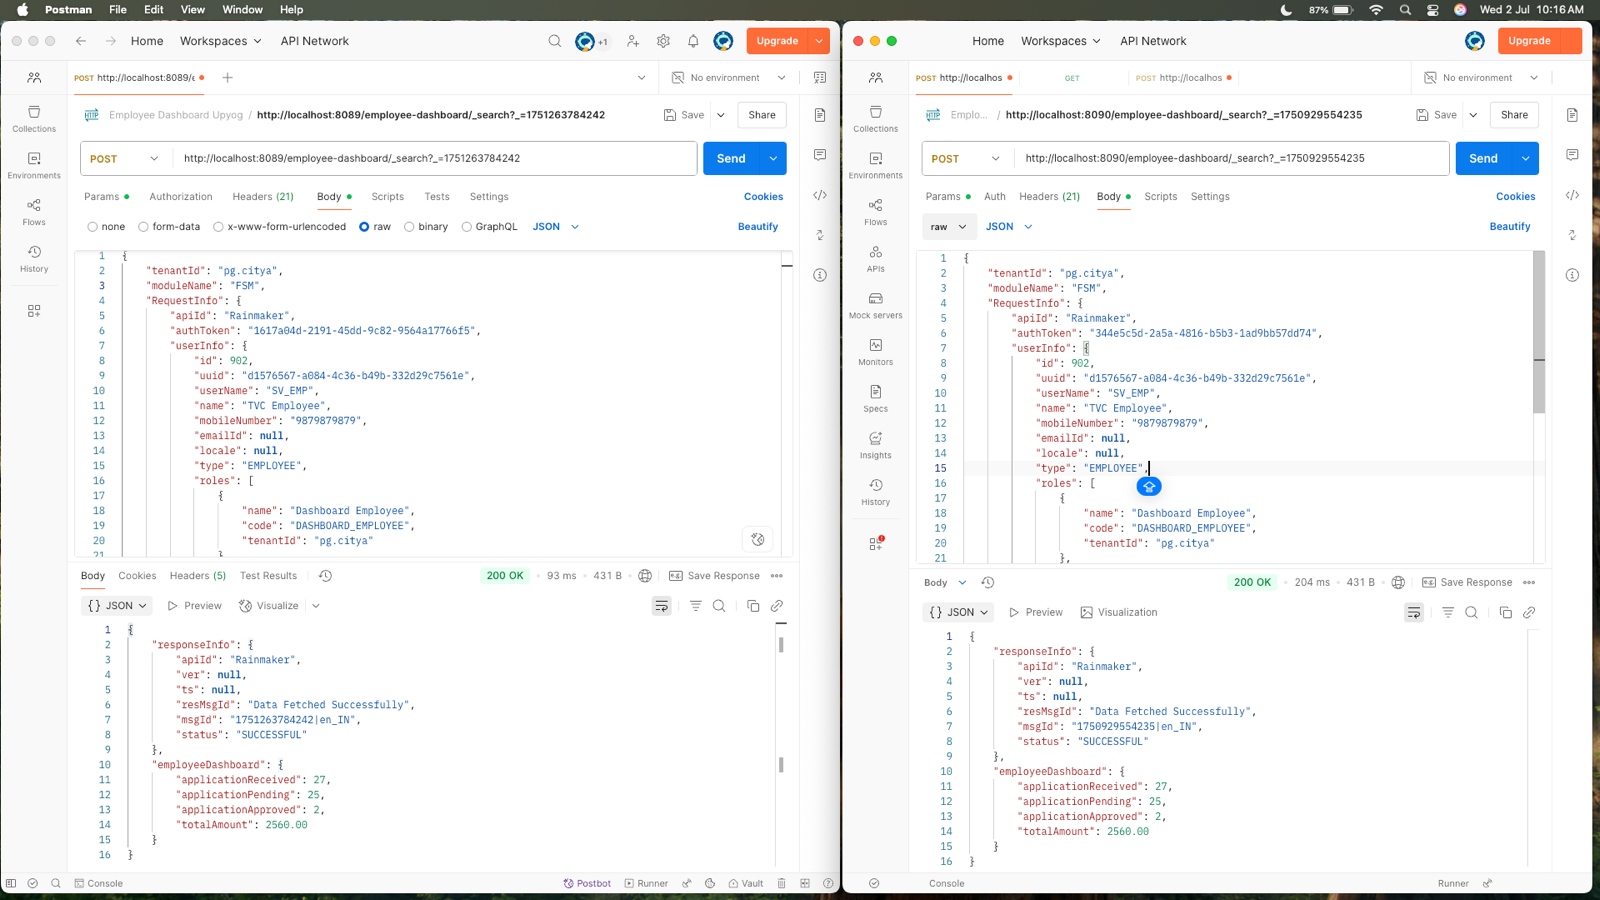 Postman File Edit View Window Help
87% Wed 2 Jul 10:16 AM
Home Workspaces API Network
+1
Upgrade
POST http://localhost:8089/e
No environment
Employee Dashboard Upyog / http://localhost:8089/employee-dashboard/_search?_=1751263784242
Save Share
POST http://localhost:8089/employee-dashboard/_search?_=1751263784242 Send
Params Authorization Headers (21) Body Scripts Tests Settings Cookies
none form-data x-www-form-urlencoded raw binary GraphQL JSON Beautify
Collections
Environments
Flows
History
1 {
2 "tenantId": "pg.citya",
3 "moduleName": "FSM",
4 "RequestInfo": {
5 "apiId": "Rainmaker",
6 "authToken": "1617a04d-2191-45dd-9c82-9564a17766f5",
7 "userInfo": {
8 "id": 902,
9 "uuid": "d1576567-a084-4c36-b49b-332d29c7561e",
10 "userName": "SV_EMP",
11 "name": "TVC Employee",
12 "mobileNumber": "9879879879",
13 "emailId": null,
14 "locale": null,
15 "type": "EMPLOYEE",
16 "roles": [
17 {
18 "name": "Dashboard Employee",
19 "code": "DASHBOARD_EMPLOYEE",
20 "tenantId": "pg.citya"
21 }
Body Cookies Headers (5) Test Results
200 OK • 93 ms • 431 B
Save Response
{} JSON Preview Visualize
1 {
2 "responseInfo": {
3 "apiId": "Rainmaker",
4 "ver": null,
5 "ts": null,
6 "resMsgId": "Data Fetched Successfully",
7 "msgId": "1751263784242|en_IN",
8 "status": "SUCCESSFUL"
9 },
10 "employeeDashboard": {
11 "applicationReceived": 27,
12 "applicationPending": 25,
13 "applicationApproved": 2,
14 "totalAmount": 2560.00
15 }
16 }
Console
Postbot Runner Vault
Home Workspaces API Network
Upgrade
POST http://localhos
GET
POST http://localhos
No environment
Emplo... / http://localhost:8090/employee-dashboard/_search?_=1750929554235
Save Share
POST http://localhost:8090/employee-dashboard/_search?_=1750929554235 Send
Params Auth Headers (21) Body Scripts Settings Cookies
raw JSON Beautify
Collections
Environments
Flows
APIs
Mock servers
Monitors
Specs
Insights
History
1 {
2 "tenantId": "pg.citya",
3 "moduleName": "FSM",
4 "RequestInfo": {
5 "apiId": "Rainmaker",
6 "authToken": "344e5c5d-2a5a-4816-b5b3-1ad9bb57dd74",
7 "userInfo": {
8 "id": 902,
9 "uuid": "d1576567-a084-4c36-b49b-332d29c7561e",
10 "userName": "SV_EMP",
11 "name": "TVC Employee",
12 "mobileNumber": "9879879879",
13 "emailId": null,
14 "locale": null,
15 "type": "EMPLOYEE",
16 "roles": [
17 {
18 "name": "Dashboard Employee",
19 "code": "DASHBOARD_EMPLOYEE",
20 "tenantId": "pg.citya"
21 },
Body
200 OK • 204 ms • 431 B
Save Response
{} JSON Preview Visualization
1 {
2 "responseInfo": {
3 "apiId": "Rainmaker",
4 "ver": null,
5 "ts": null,
6 "resMsgId": "Data Fetched Successfully",
7 "msgId": "1750929554235|en_IN",
8 "status": "SUCCESSFUL"
9 },
10 "employeeDashboard": {
11 "applicationReceived": 27,
12 "applicationPending": 25,
13 "applicationApproved": 2,
14 "totalAmount": 2560.00
15 }
16 }
Console
Runner